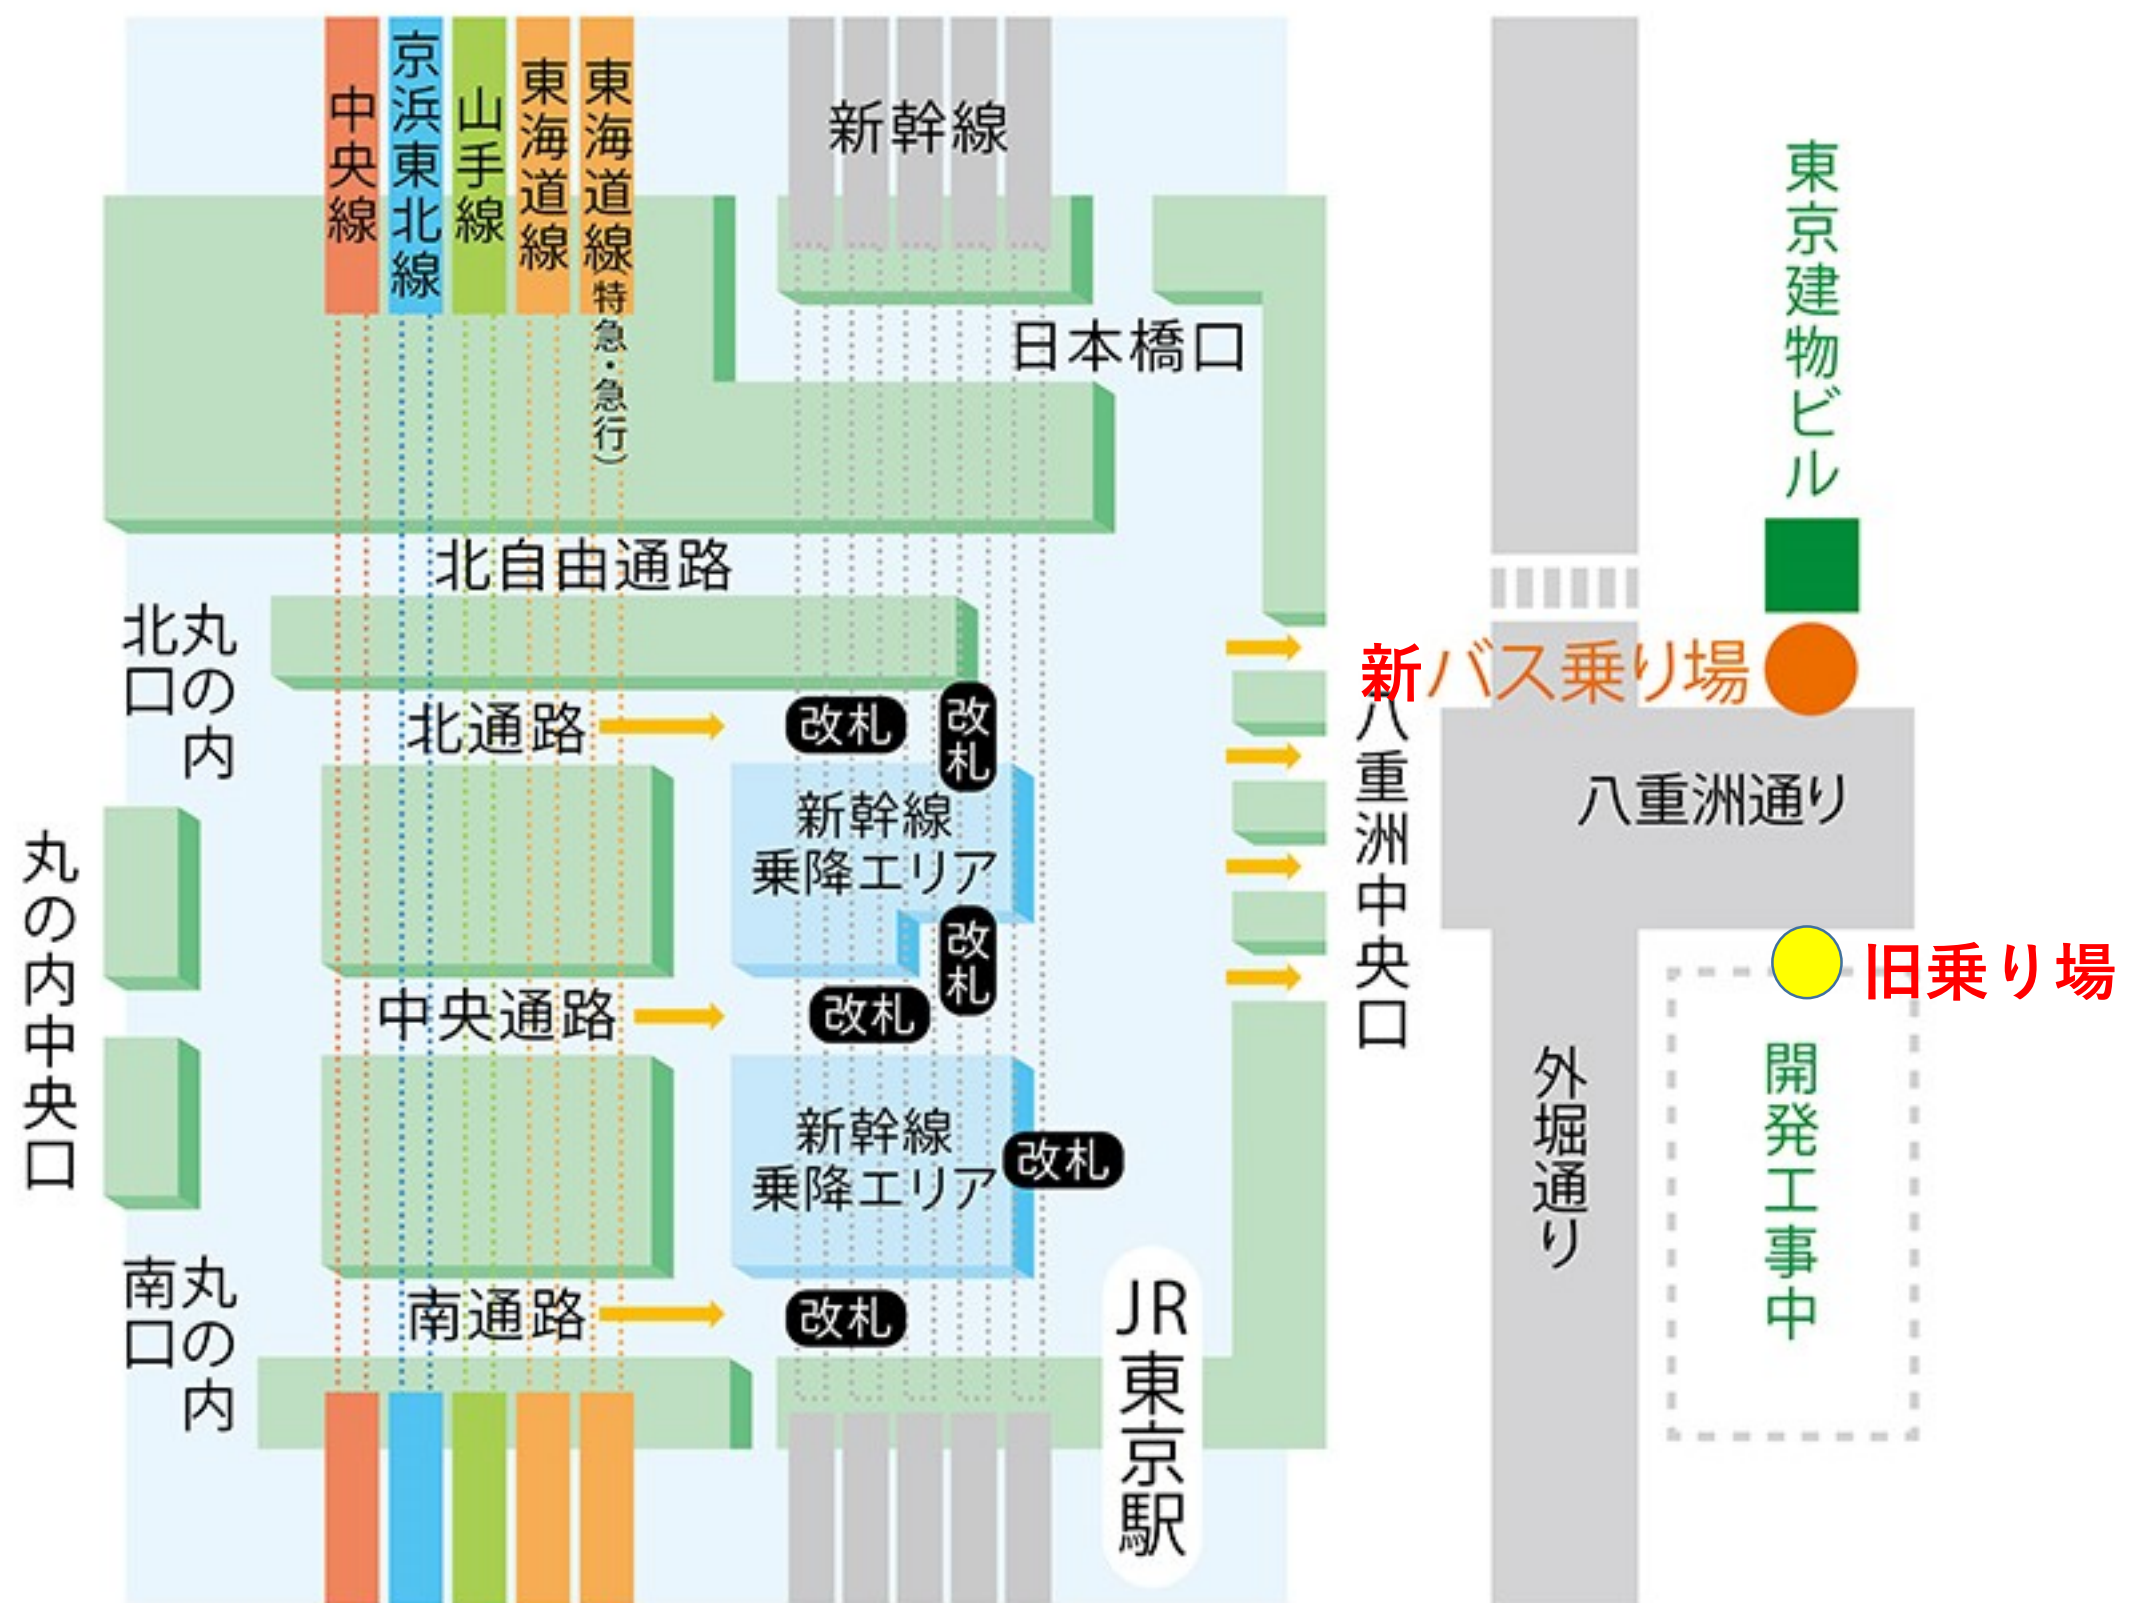 中央線
京浜東北線
山手線
東海道線
東海道線(特急・急行)
新幹線
日本橋口
東京建物ビル
北自由通路
丸の内
北口
新バス乗り場
北通路
改札
改札
新幹線
乗降エリア
八重洲中央口
八重洲通り
丸の内中央口
改札
中央通路
改札
旧乗り場
新幹線
乗降エリア
改札
外堀通り
開発工事中
丸の内
南口
南通路
改札
JR東京駅